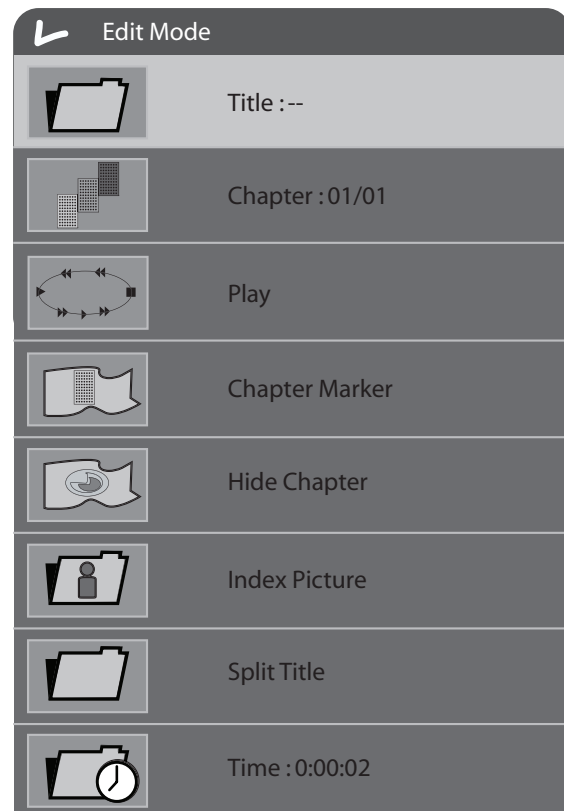 Edit Mode
Title : --
Chapter : 01/01
Play
Chapter Marker
Hide Chapter
Index Picture
Split Title
Time : 0:00:02